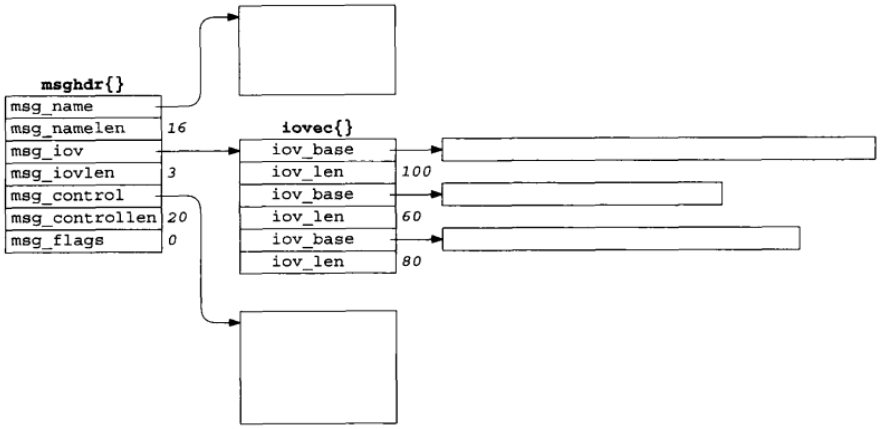 msghdr{}
msg_name
msg_namelen 16
msg_iov
msg_iovlen 3
msg_control
msg_controllen 20
msg_flags 0
iovec{}
iov_base
iov_len 100
iov_base
iov_len 60
iov_base
iov_len 80